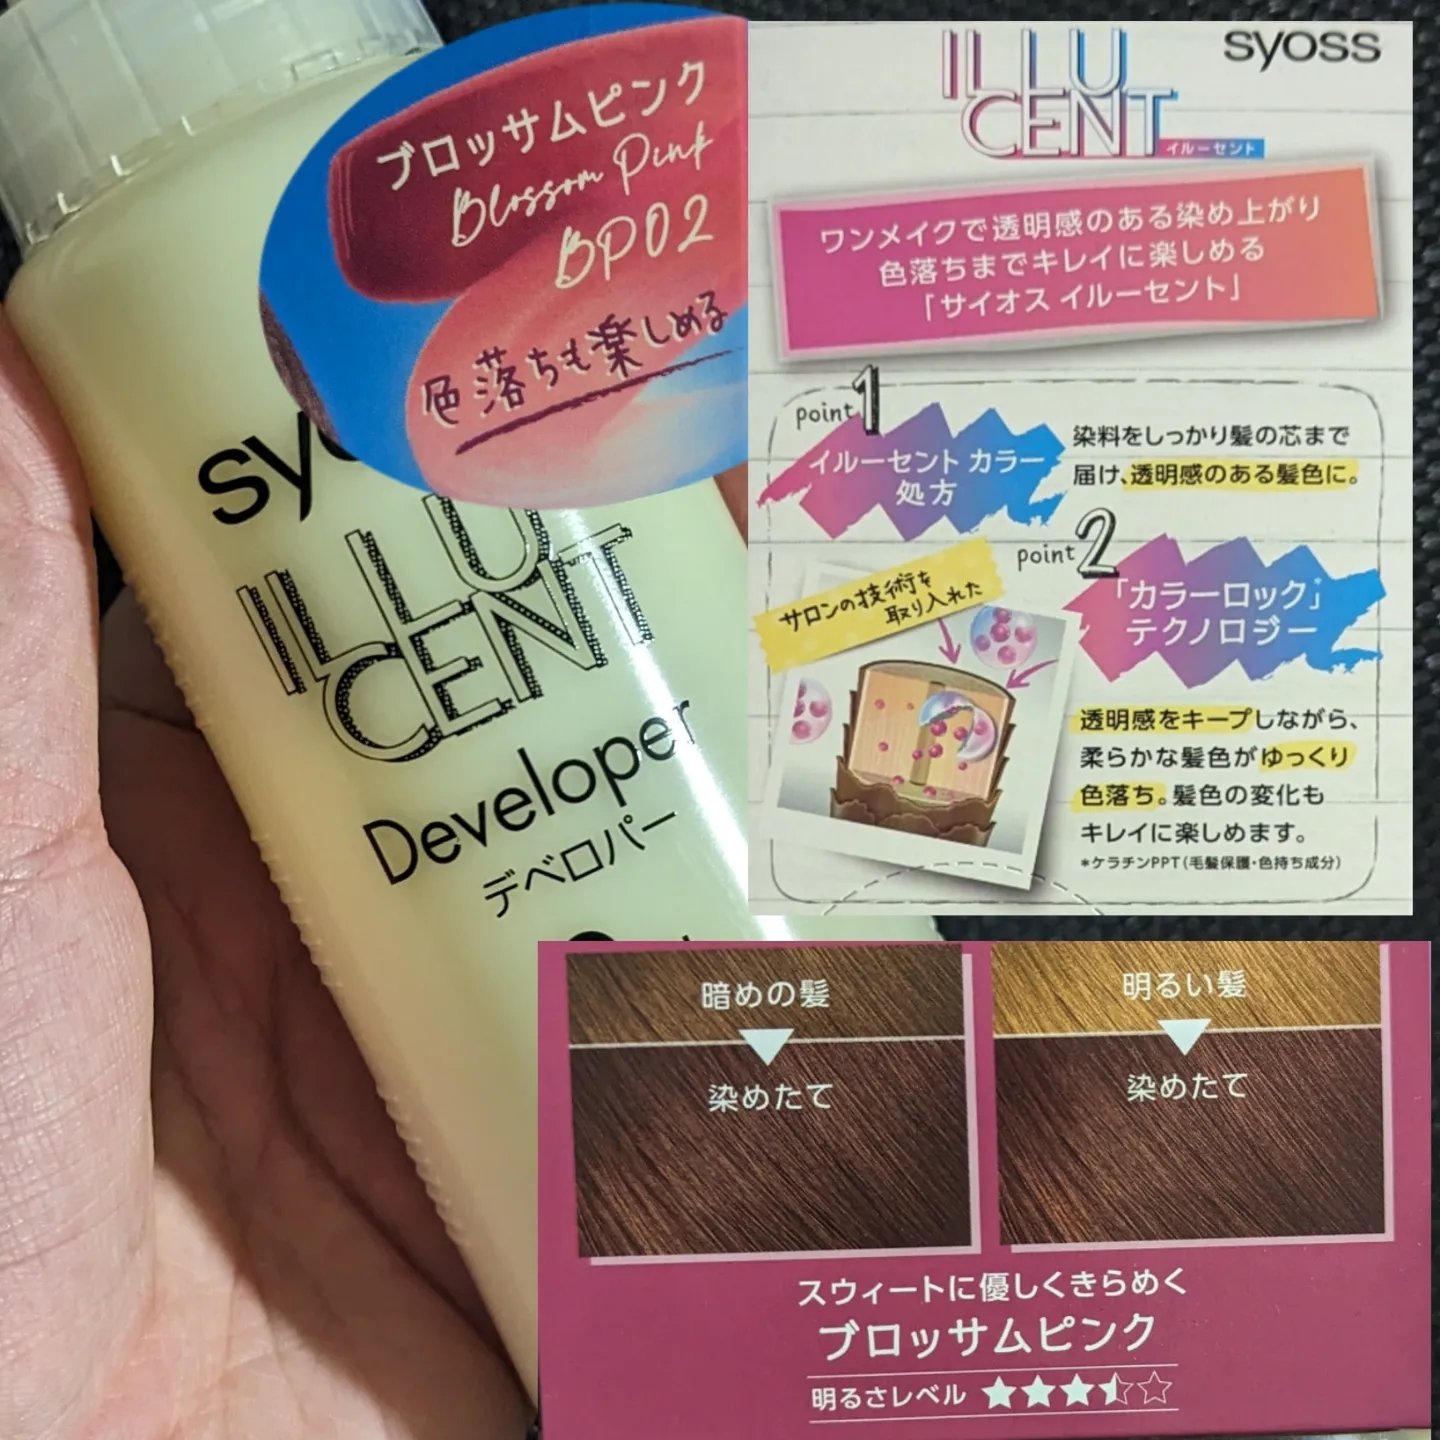 ブロッサムピンク
Blossom Pink
BP02
色落ちも楽しめる
ILLU
CENT
Developer
デベロパー
ILLU
CENT
イルーセント
syoss
ワンメイクで透明感のある染め上がり
色落ちまでキレイに楽しめる
「サイオス イルーセント」
point1
イルーセント カラー
処方
染料をしっかり髪の芯まで
届け、透明感のある髪色に。
point2
「カラーロック」*
テクノロジー
サロンの技術を
取り入れた
透明感をキープしながら、
柔らかな髪色がゆっくり
色落ち。髪色の変化も
キレイに楽しめます。
*ケラチンPPT(毛髪保護・色持ち成分)
暗めの髪
染めたて
明るい髪
染めたて
スウィートに優しくきらめく
ブロッサムピンク
明るさレベル